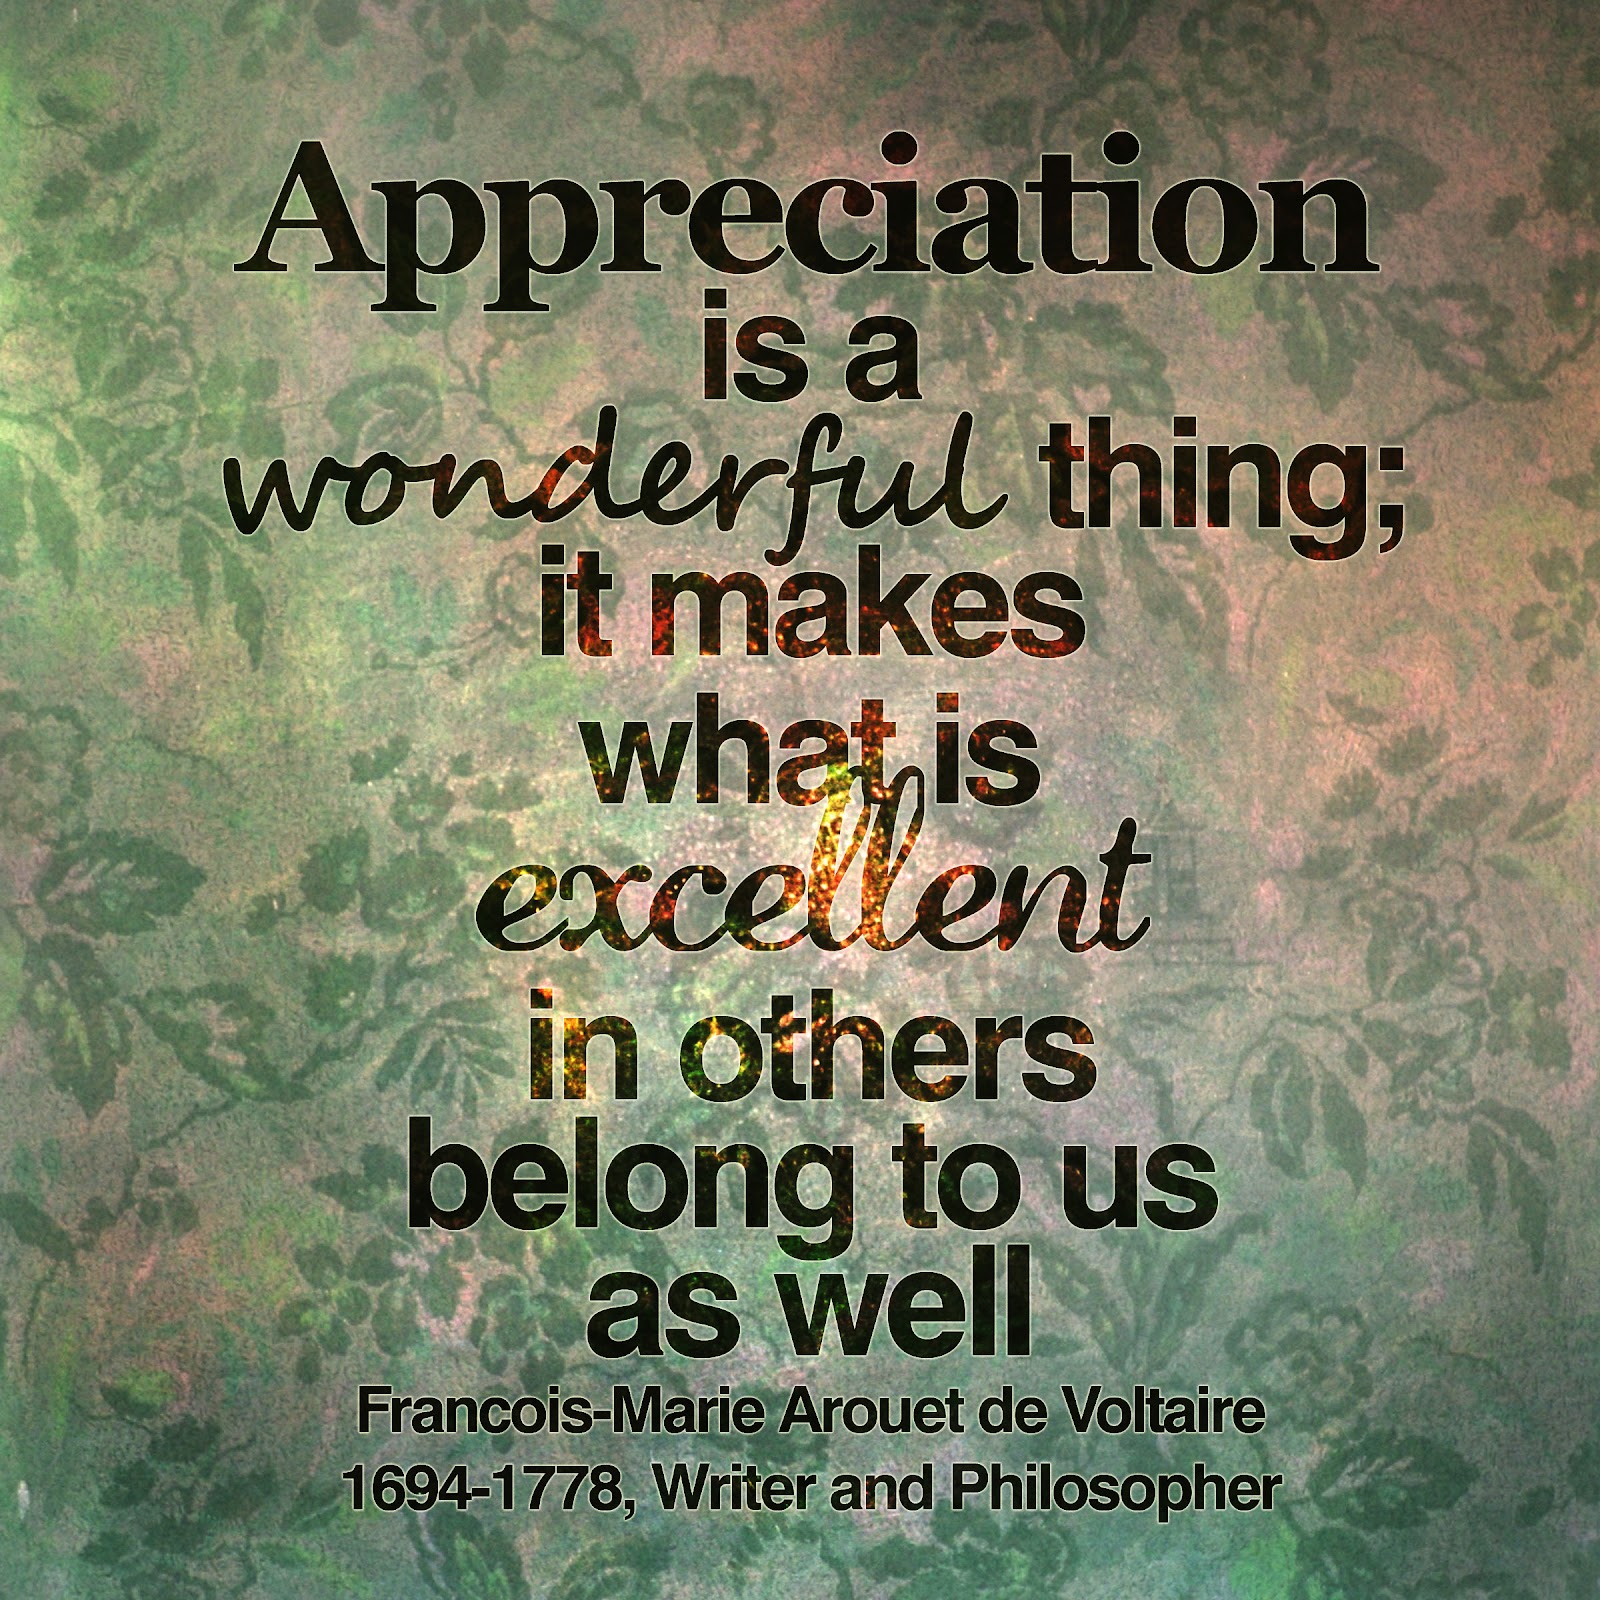 Appreciation
is a
wonderful thing;
it makes
what is
excellent
in others
belong to us
as well
Francois-Marie Arouet de Voltaire
1694-1778, Writer and Philosopher